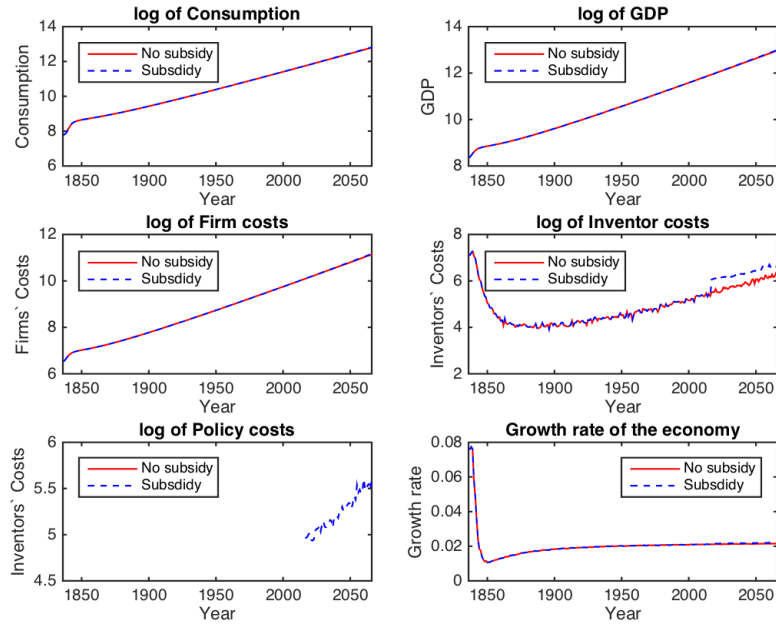 log of Consumption
14
12
10
8
6
Consumption
No subsidy
Subsdidy
1850 1900 1950 2000 2050
Year
log of GDP
14
12
10
8
GDP
No subsidy
Subsdidy
1850 1900 1950 2000 2050
Year
log of Firm costs
12
10
8
6
Firms` Costs
No subsidy
Subsdidy
1850 1900 1950 2000 2050
Year
log of Inventor costs
8
6
4
2
Inventors` Costs
No subsidy
Subsdidy
1850 1900 1950 2000 2050
Year
log of Policy costs
6
5.5
5
4.5
Inventors` Costs
No subsidy
Subsdidy
1850 1900 1950 2000 2050
Year
Growth rate of the economy
0.08
0.06
0.04
0.02
0
Growth rate
No subsidy
Subsdidy
1850 1900 1950 2000 2050
Year